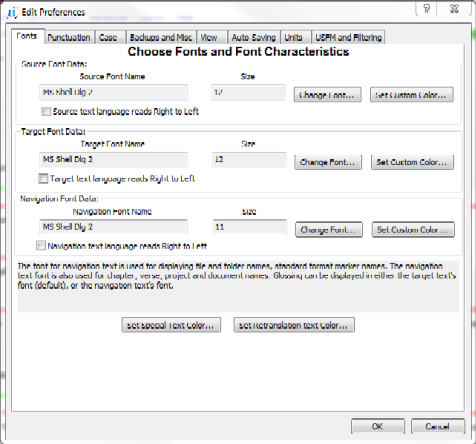 Edit Preferences
Fonts Punctuation Case Backups and Misc View Auto-Saving Units USFM and Filtering
Choose Fonts and Font Characteristics
Source Font Data:
Source Font Name Size
MS Shell Dlg 2 12 Change Font... Set Custom Color...
Source text language reads Right to Left
Target Font Data:
Target Font Name Size
MS Shell Dlg 2 12 Change Font... Set Custom Color...
Target text language reads Right to Left
Navigation Font Data:
Navigation Font Name Size
MS Shell Dlg 2 11 Change Font... Set Custom Color...
Navigation text language reads Right to Left
The font for navigation text is used for displaying file and folder names, standard format marker names. The navigation
text font is also used for chapter, verse, project and document names. Glossing can be displayed in either the target text's
font (default), or the navigation text's font.
Set Special Text Color... Set Retranslation text Color...
OK Cancel